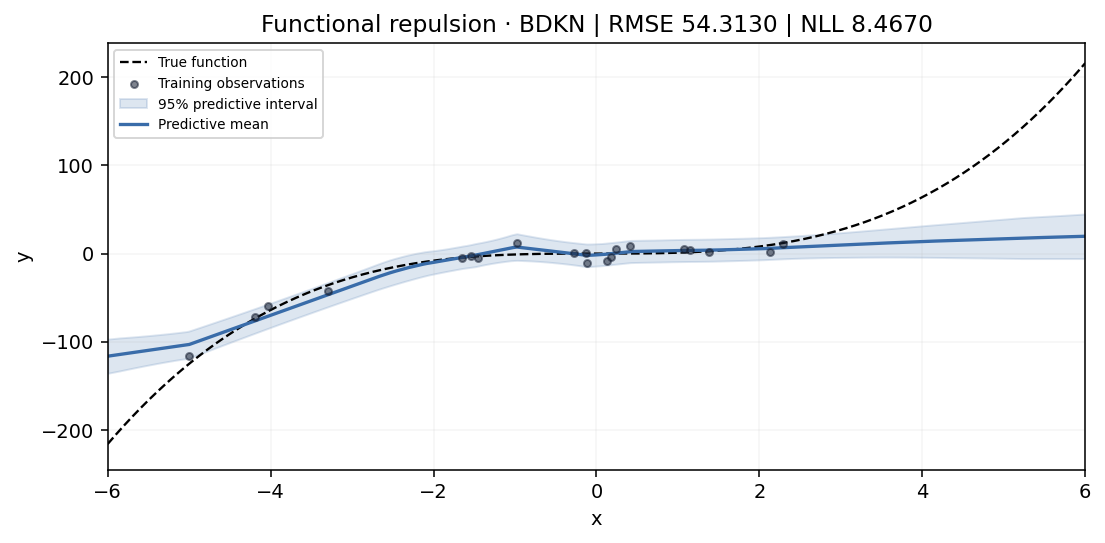 Functional repulsion · BDKN | RMSE 54.3130 | NLL 8.4670
True function
Training observations
95% predictive interval
Predictive mean
y
200
100
0
−100
−200
−6
−4
−2
0
2
4
6
x